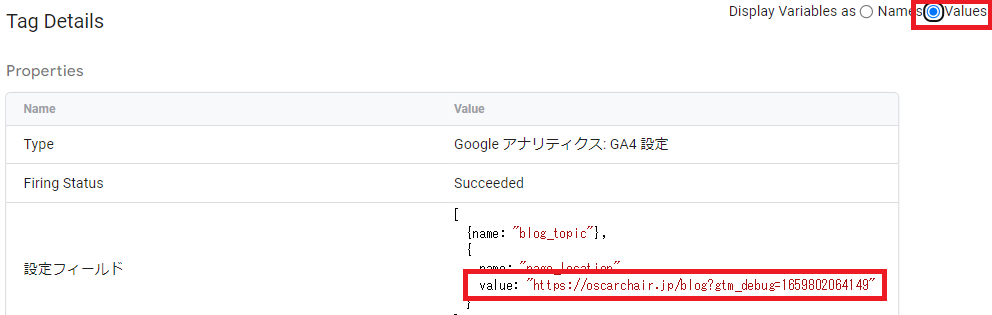 Tag Details
Display Variables as Names Values
Properties
Name Value
Type Google アナリティクス: GA4 設定
Firing Status Succeeded
設定フィールド
[
{name: "blog_topic"},
{
name: "page_location"
value: "https://oscarchair.jp/blog?gtm_debug=1659802064149"
}